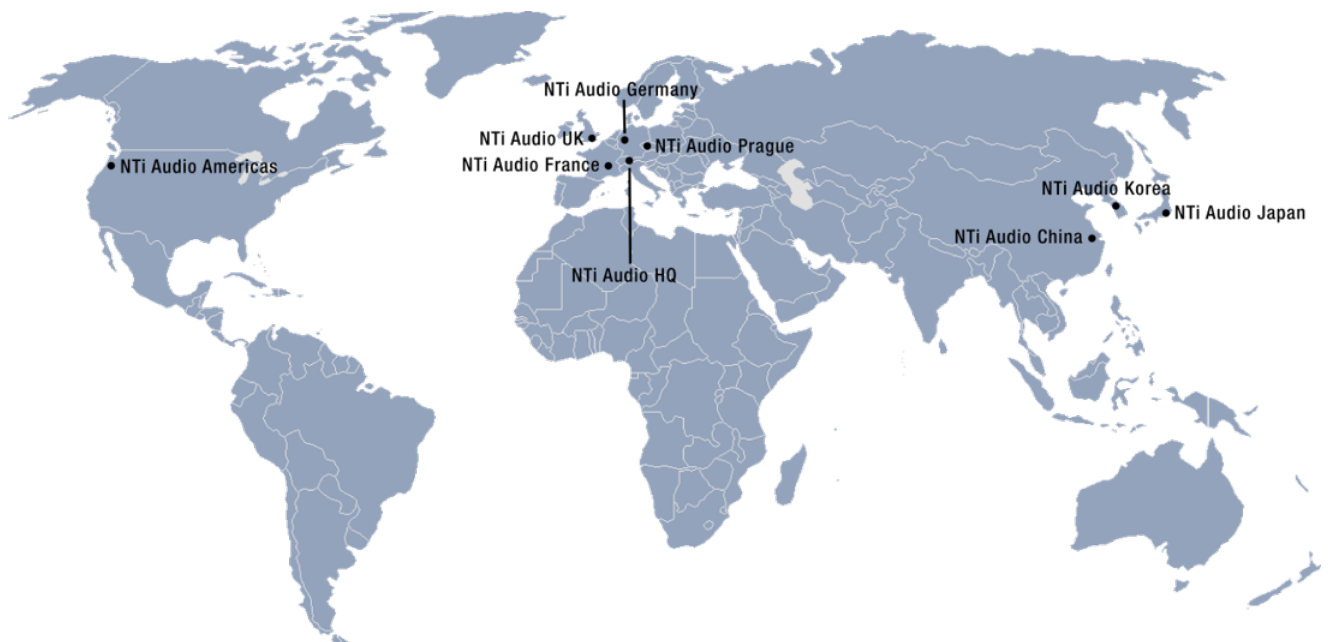 NTi Audio Germany
NTi Audio UK
NTi Audio Prague
NTi Audio Americas
NTi Audio France
NTi Audio Korea
NTi Audio Japan
NTi Audio China
NTi Audio HQ